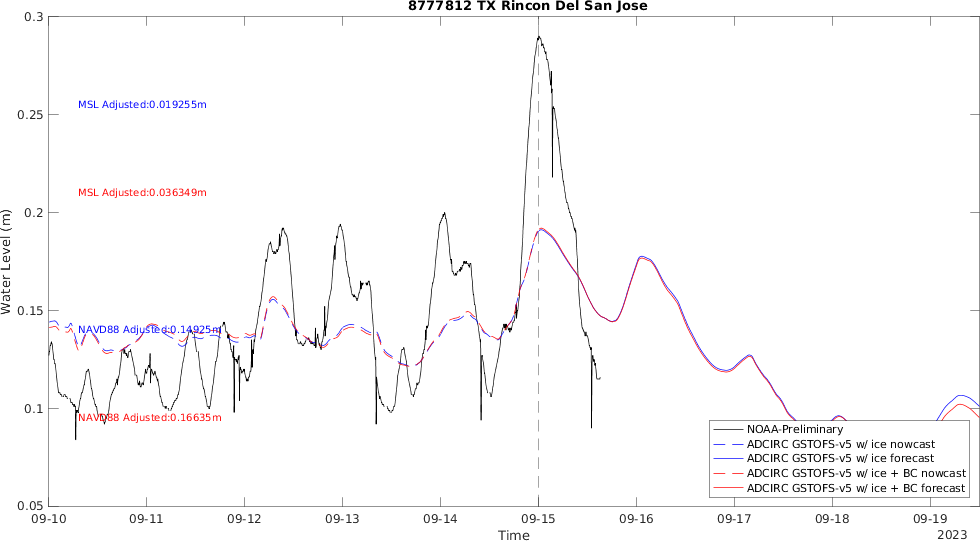 8777812 TX Rincon Del San Jose
0.3
0.25
0.2
0.15
0.1
0.05
Water Level (m)
MSL Adjusted:0.019255m
MSL Adjusted:0.036349m
NAVD88 Adjusted:0.14925m
NAVD88 Adjusted:0.16635m
NOAA-Preliminary
ADCIRC GSTOFS-v5 w/ ice nowcast
ADCIRC GSTOFS-v5 w/ ice forecast
ADCIRC GSTOFS-v5 w/ ice + BC nowcast
ADCIRC GSTOFS-v5 w/ ice + BC forecast
09-10 09-11 09-12 09-13 09-14 09-15 09-16 09-17 09-18 09-19
Time
2023